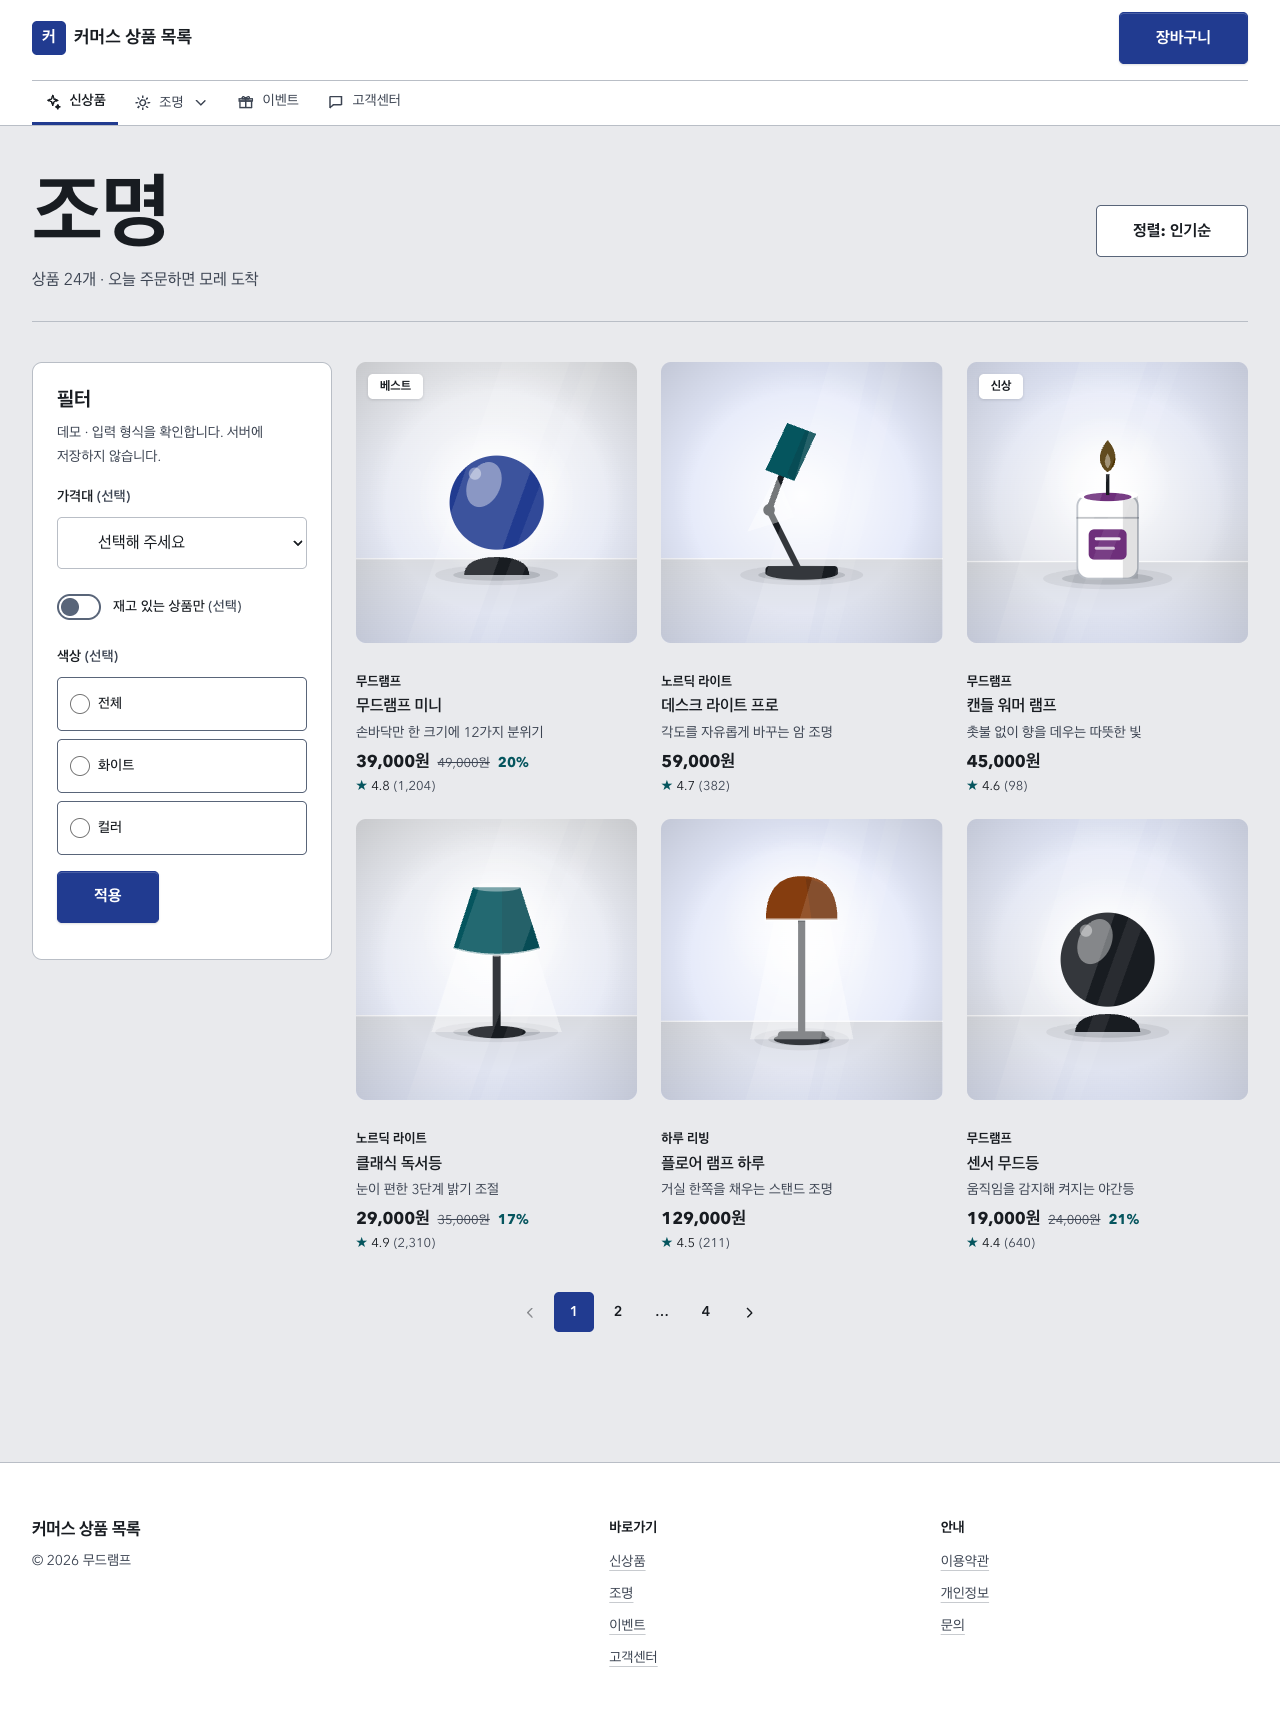 커 커머스 상품 목록
장바구니
신상품
조명
이벤트
고객센터
조명
상품 24개 · 오늘 주문하면 모레 도착
정렬: 인기순
필터
데모 · 입력 형식을 확인합니다. 서버에
저장하지 않습니다.
가격대 (선택)
선택해 주세요
재고 있는 상품만 (선택)
색상 (선택)
전체
화이트
컬러
적용
베스트
무드램프
무드램프 미니
손바닥만 한 크기에 12가지 분위기
39,000원 49,000원 20%
★ 4.8 (1,204)
노르딕 라이트
데스크 라이트 프로
각도를 자유롭게 바꾸는 암 조명
59,000원
★ 4.7 (382)
신상
무드램프
캔들 워머 램프
촛불 없이 향을 데우는 따뜻한 빛
45,000원
★ 4.6 (98)
노르딕 라이트
클래식 독서등
눈이 편한 3단계 밝기 조절
29,000원 35,000원 17%
★ 4.9 (2,310)
하루 리빙
플로어 램프 하루
거실 한쪽을 채우는 스탠드 조명
129,000원
★ 4.5 (211)
무드램프
센서 무드등
움직임을 감지해 켜지는 야간등
19,000원 24,000원 21%
★ 4.4 (640)
1 2 … 4
커머스 상품 목록
© 2026 무드램프
바로가기
신상품
조명
이벤트
고객센터
안내
이용약관
개인정보
문의